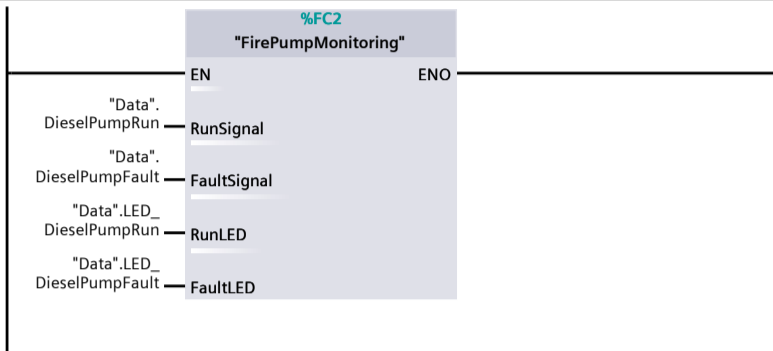 %FC2
"FirePumpMonitoring"
EN ENO
"Data".
DieselPumpRun RunSignal
"Data".
DieselPumpFault FaultSignal
"Data".LED_
DieselPumpRun RunLED
"Data".LED_
DieselPumpFault FaultLED